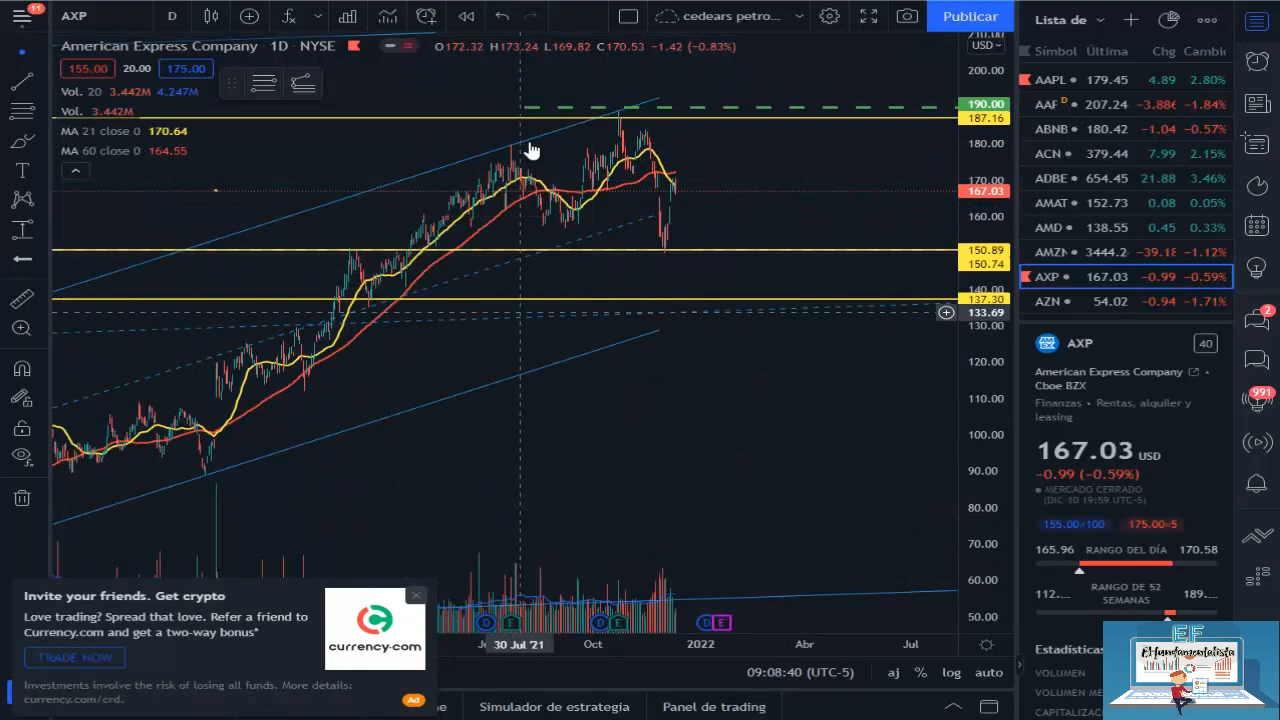 11
AXP
D
cedears petro...
Publicar
American Express Company · 1D · NYSE
O172.32 H173.24 L169.82 C170.53 −1.42 (−0.83%)
USD
155.00 20.00 175.00
Vol. 20 3.442M 4.247M
Vol. 3.442M
MA 21 close 0 170.64
MA 60 close 0 164.55
210.00
200.00
190.00
187.16
180.00
170.00
167.03
160.00
150.89
150.74
140.00
137.30
133.69
130.00
120.00
110.00
100.00
90.00
80.00
70.00
60.00
50.00
D E D E D E
30 Jul '21
Oct
2022
Abr
Jul
09:08:40 (UTC-5)
aj % log auto
Simulador de estrategia
Panel de trading
Invite your friends. Get crypto
Love trading? Spread that love. Refer a friend to
Currency.com and get a two-way bonus*
TRADE NOW
Investments involve the risk of losing all funds. More details:
currency.com/crd.
currency.com
Ad
Lista de
Símbol Última Chg Cambic
AAPL 179.45 4.89 2.80%
AAF D 207.24 −3.88€ −1.84%
ABNB 180.42 −1.04 −0.57%
ACN 379.44 7.99 2.15%
ADBE 654.45 21.88 3.46%
AMAT 152.73 0.08 0.05%
AMD 138.55 0.45 0.33%
AMZN 3444.2 −39.18 −1.12%
AXP 167.03 −0.99 −0.59%
AZN 54.02 −0.94 −1.71%
AXP
40
American Express Company
Cboe BZX
Finanzas • Rentas, alquiler y
leasing
167.03 USD
−0.99 (−0.59%)
MERCADO CERRADO
(DIC 10 19:59 UTC-5)
155.00×100 175.00×5
165.96 RANGO DEL DÍA 170.58
112.... RANGO DE 52 SEMANAS 189....
Estadísticas
VOLUMEN
VOLUMEN ME
CAPITALIZAC
2
991
EF
ElFundamentalista